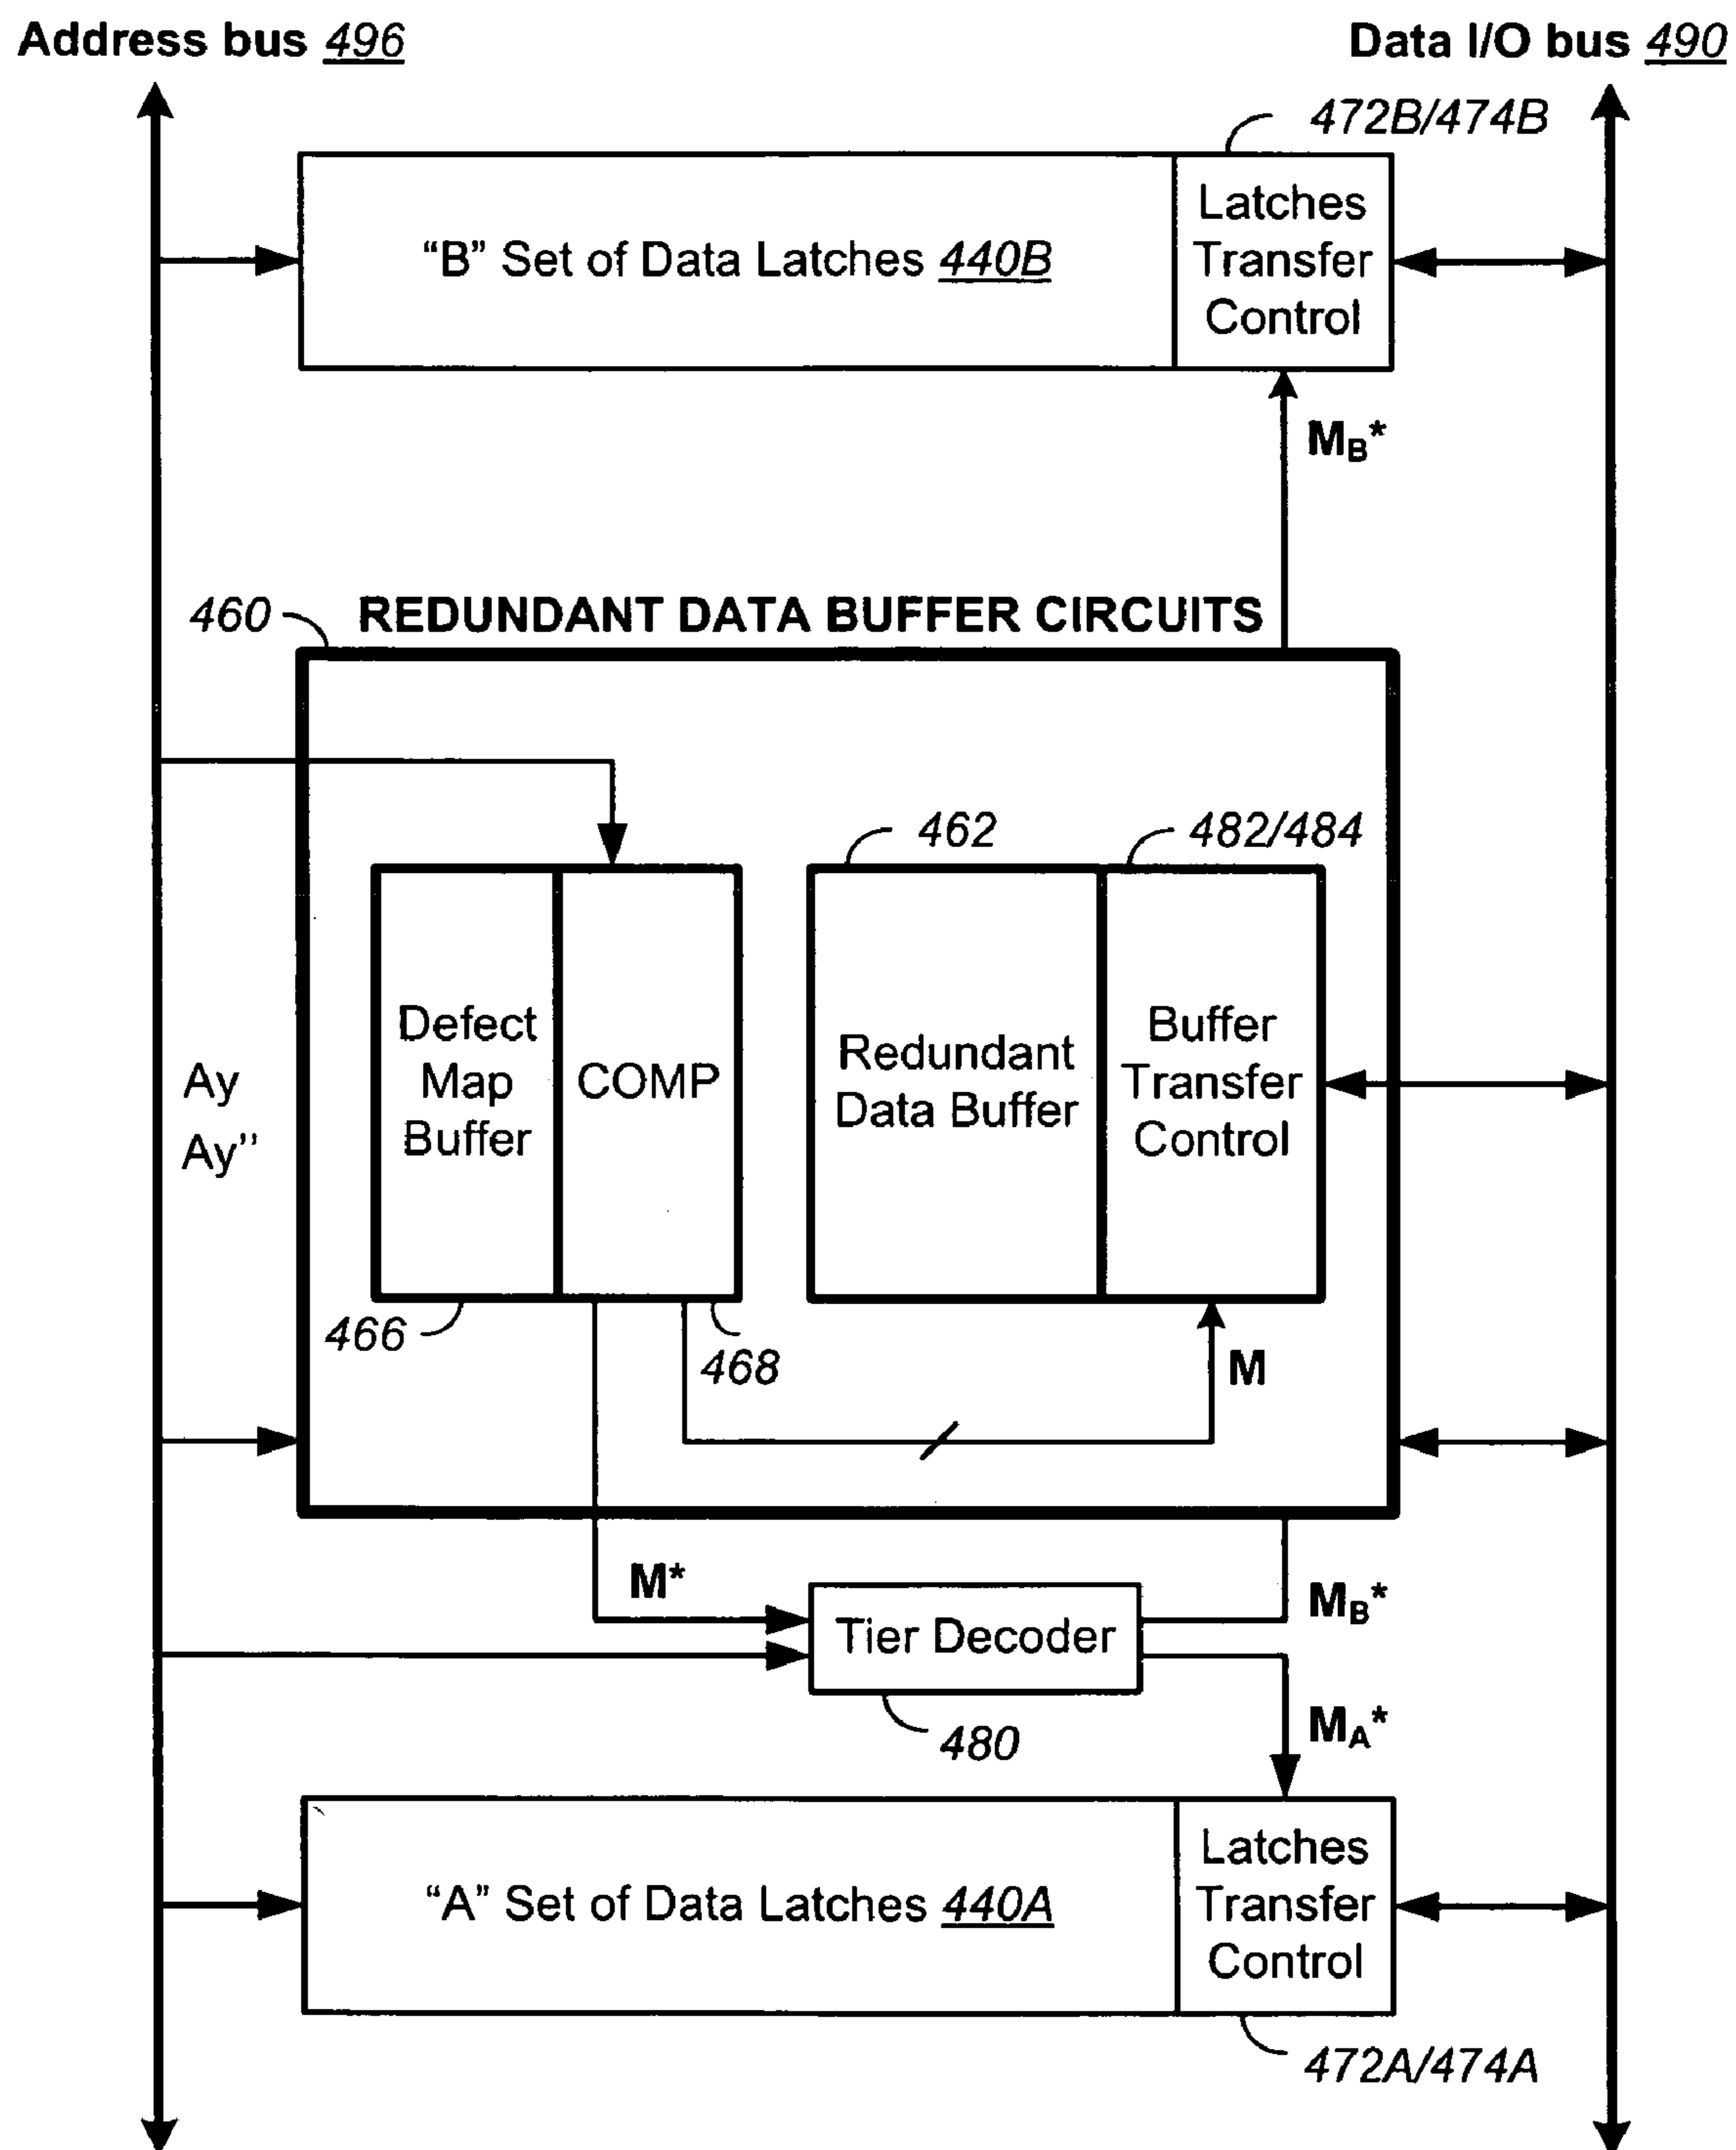 Address bus 496
Data I/O bus 490
472B/474B
"B" Set of Data Latches 440B
Latches
Transfer
Control
MB*
460
REDUNDANT DATA BUFFER CIRCUITS
462
482/484
Ay
Ay"
Defect
Map
Buffer
COMP
Redundant
Data Buffer
Buffer
Transfer
Control
466
468
M
M*
Tier Decoder
MB*
480
MA*
"A" Set of Data Latches 440A
Latches
Transfer
Control
472A/474A